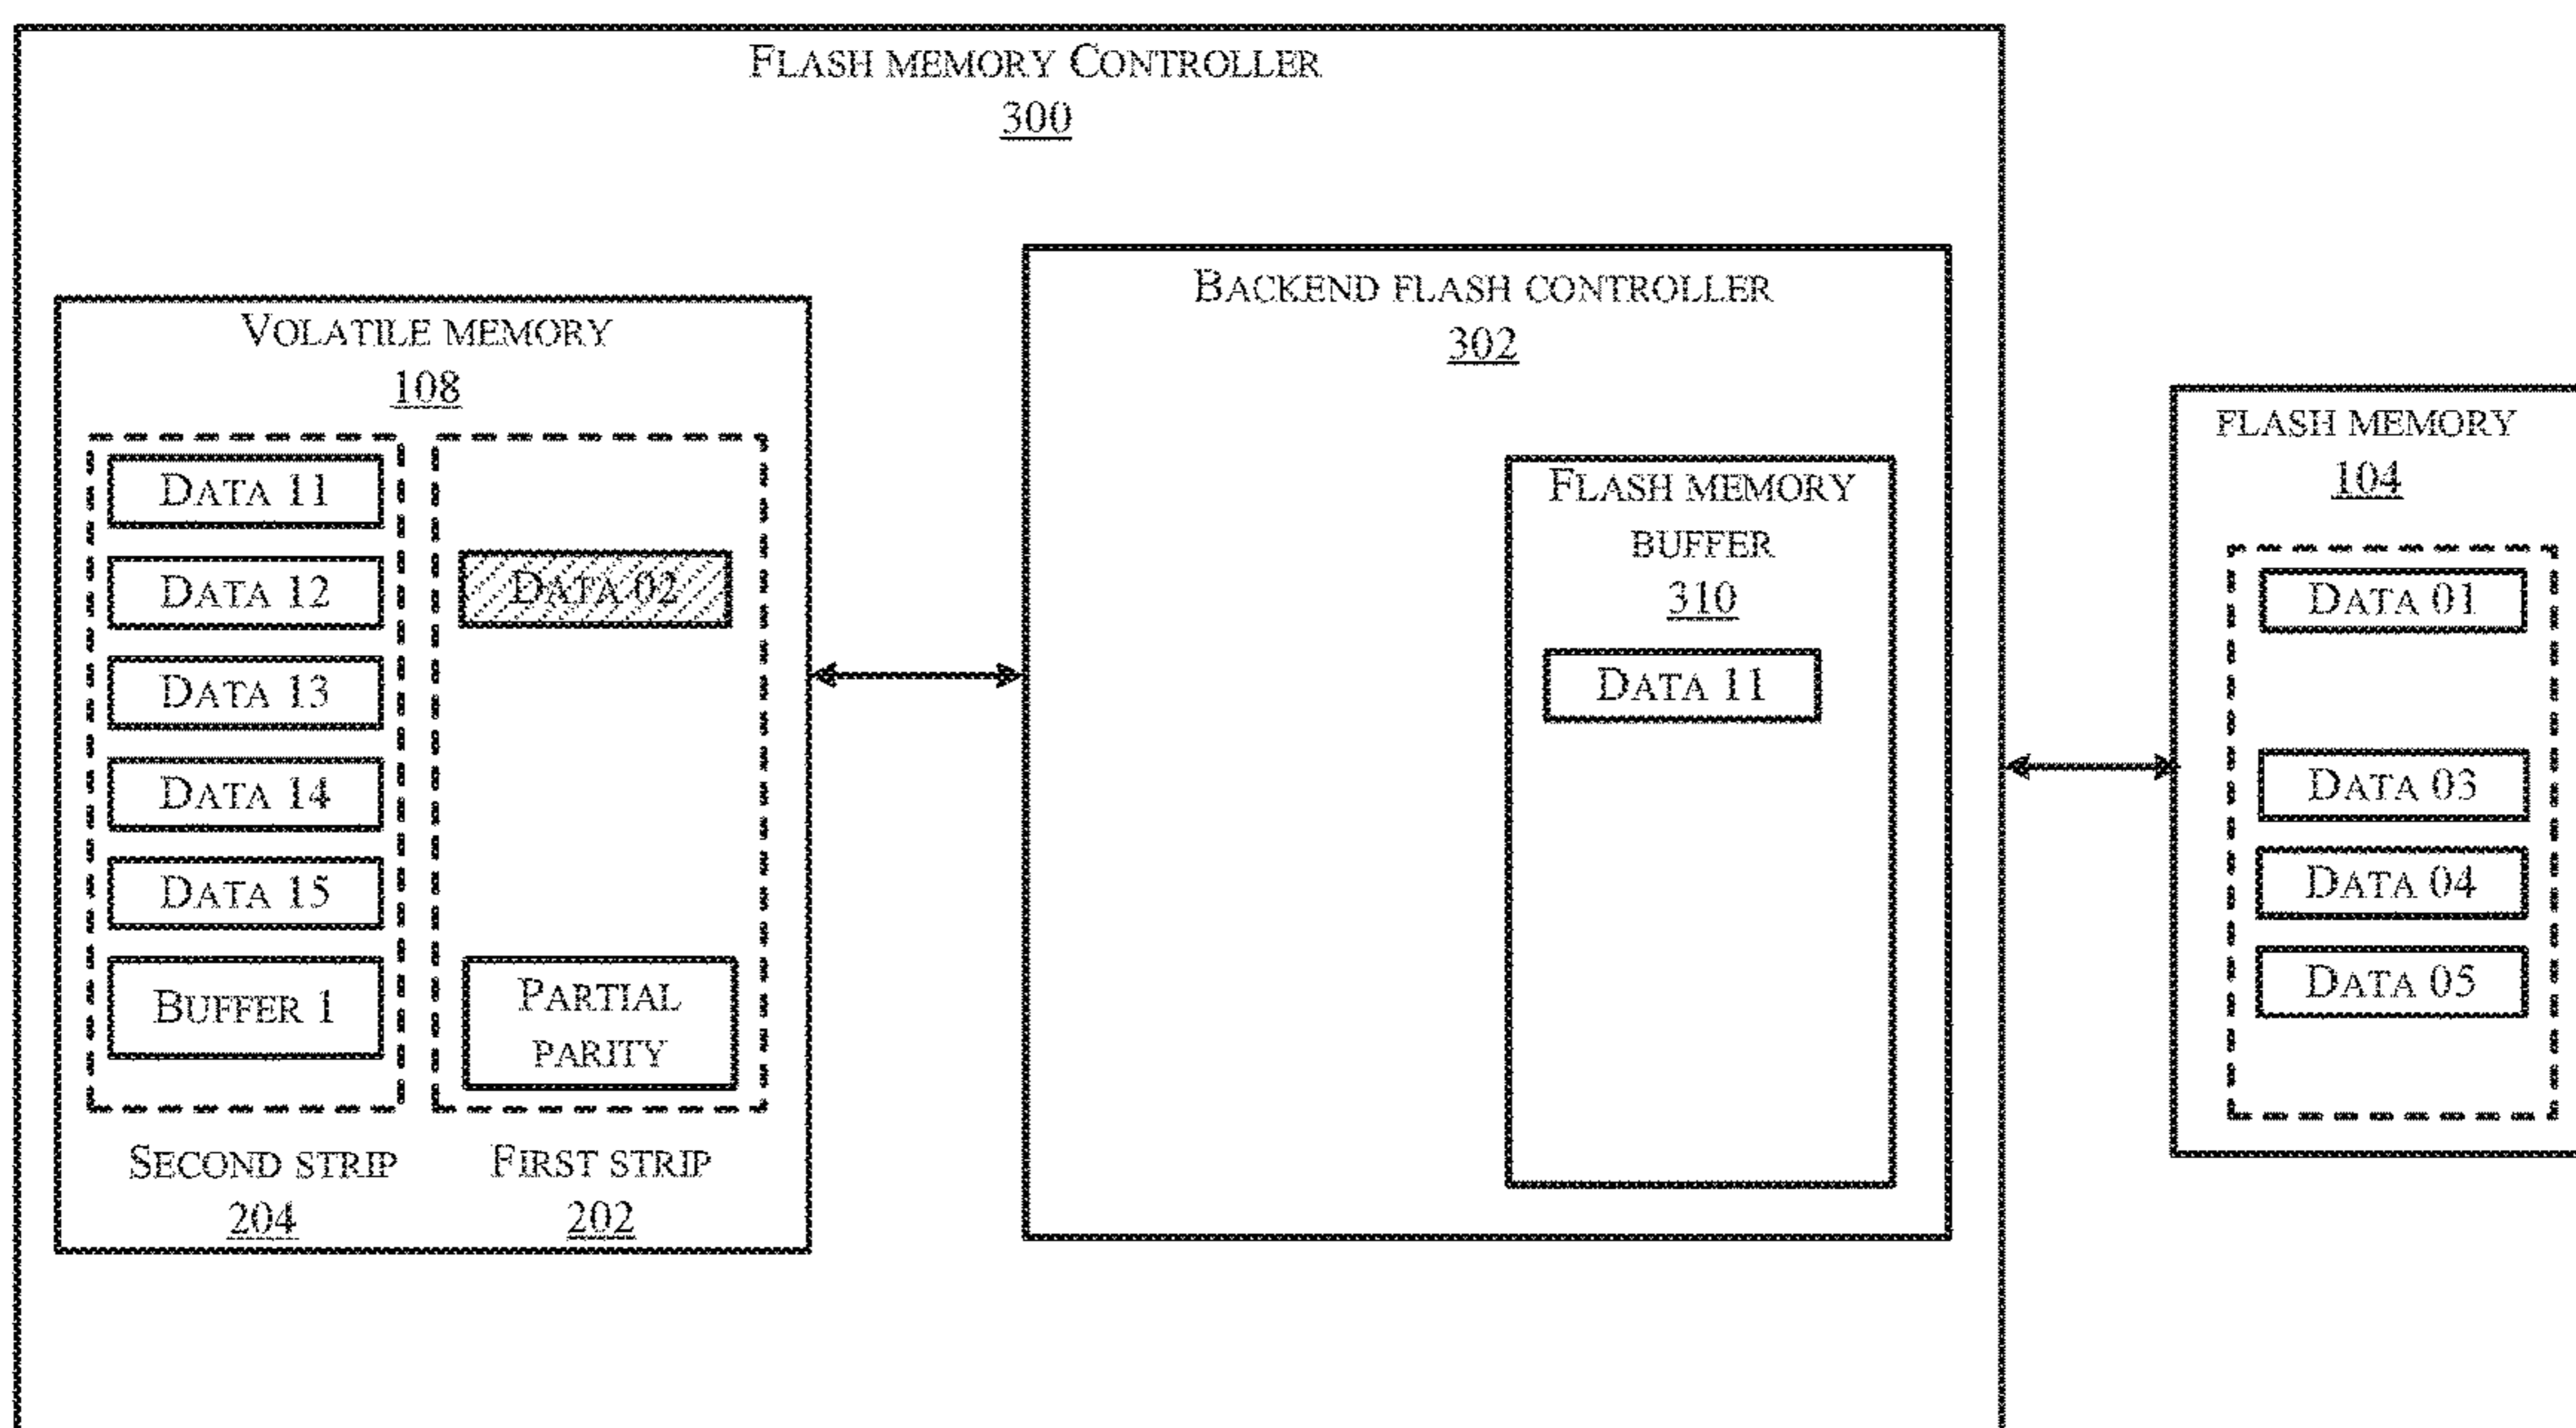 FLASH MEMORY CONTROLLER
300
VOLATILE MEMORY
108
DATA 11
DATA 12
DATA 13
DATA 14
DATA 15
BUFFER 1
SECOND STRIP
204
DATA 02
PARTIAL
PARITY
FIRST STRIP
202
BACKEND FLASH CONTROLLER
302
FLASH MEMORY
BUFFER
310
DATA 11
FLASH MEMORY
104
DATA 01
DATA 03
DATA 04
DATA 05